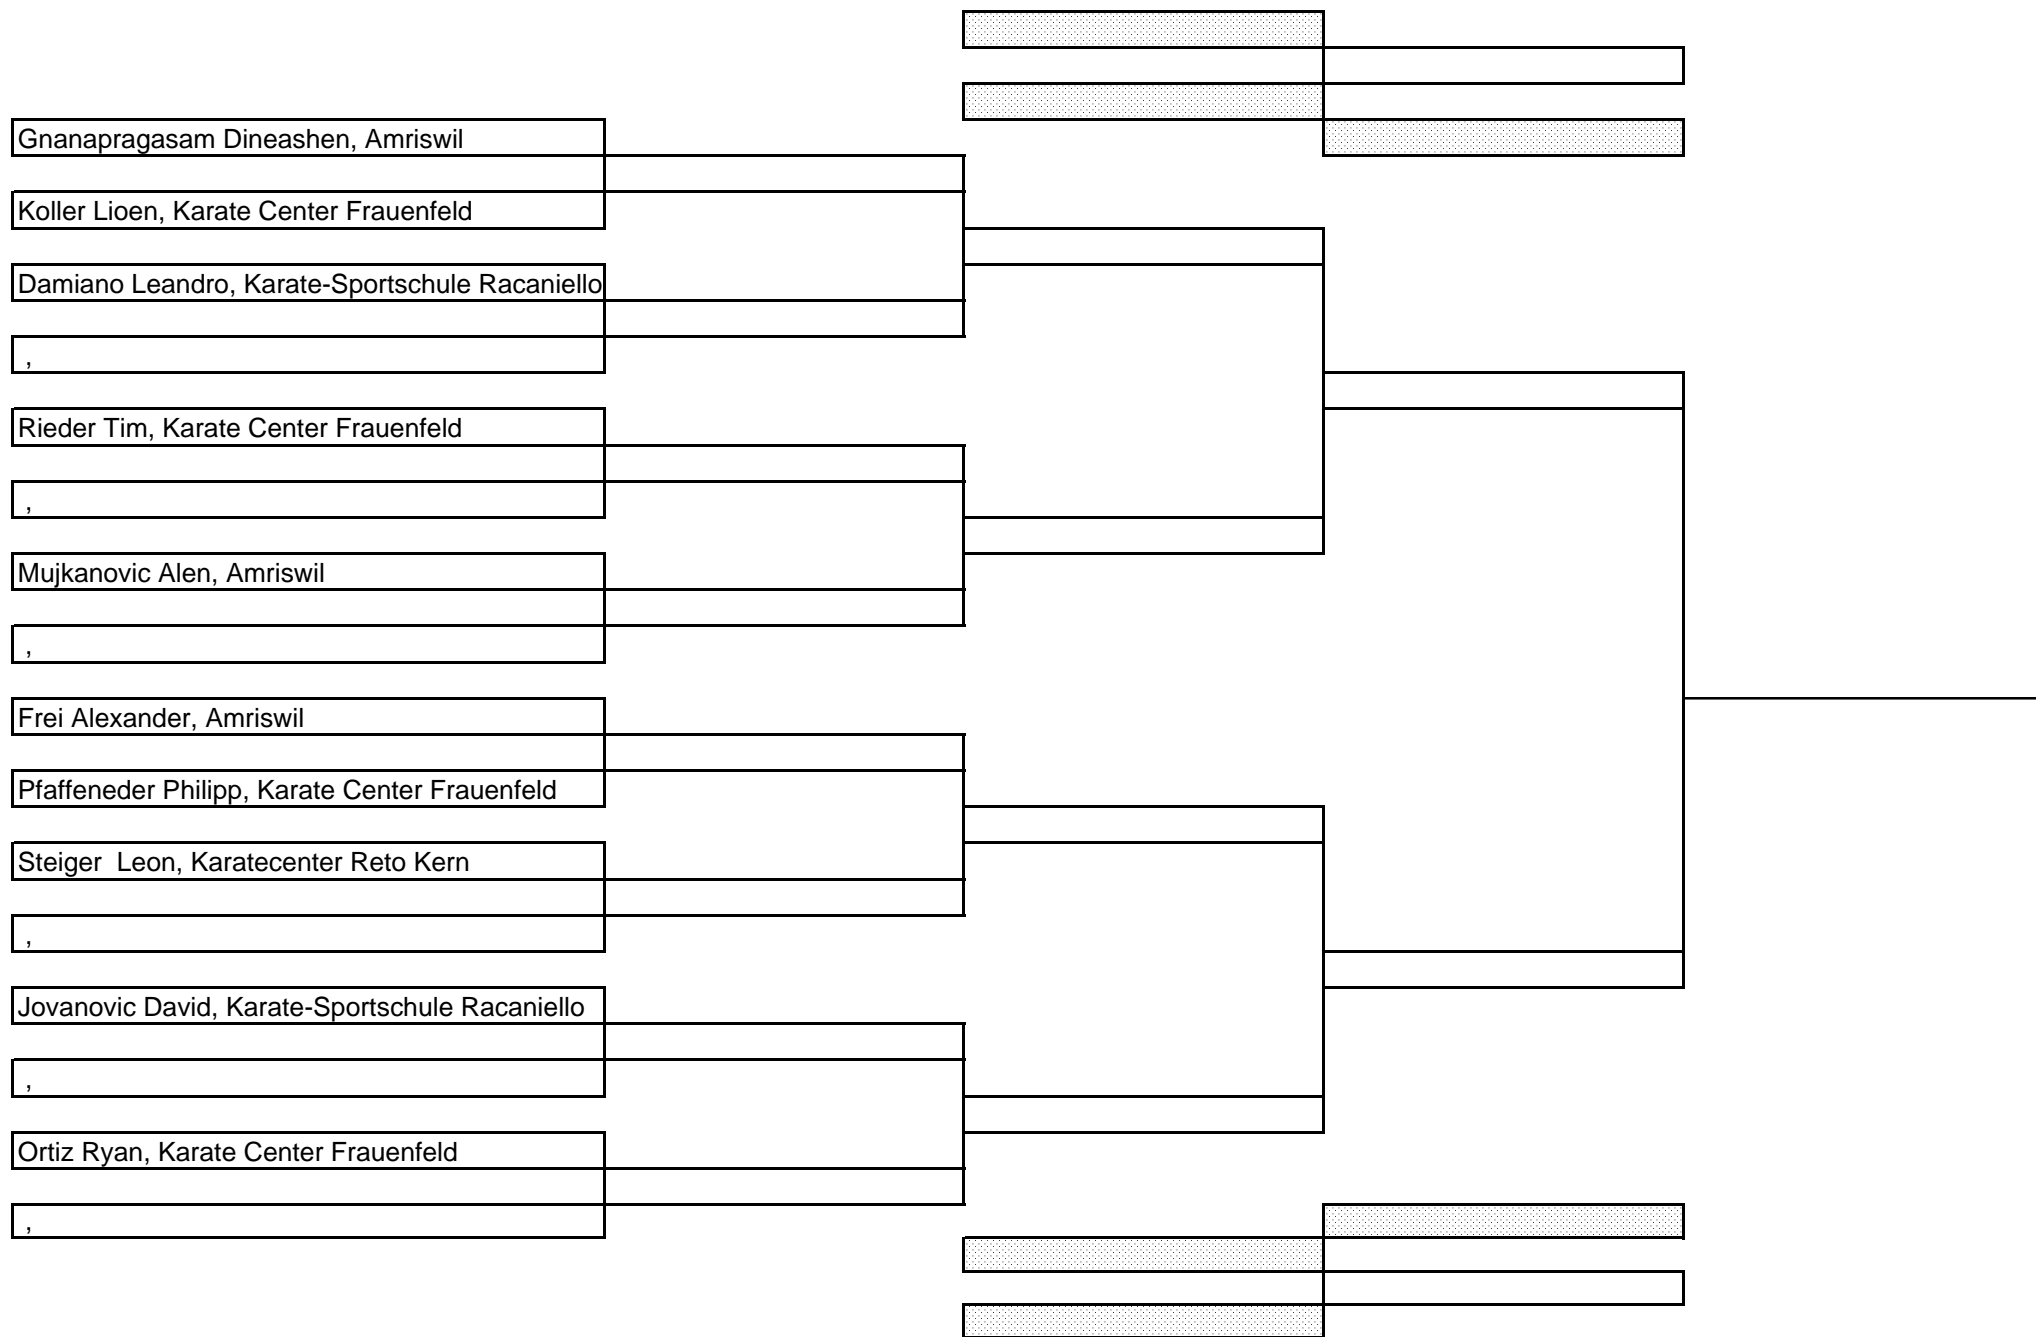 Gnanapragasam Dineashen, Amriswil
Koller Lioen, Karate Center Frauenfeld
Damiano Leandro, Karate-Sportschule Racaniello
,
Rieder Tim, Karate Center Frauenfeld
,
Mujkanovic Alen, Amriswil
,
Frei Alexander, Amriswil
Pfaffeneder Philipp, Karate Center Frauenfeld
Steiger  Leon, Karatecenter Reto Kern
,
Jovanovic David, Karate-Sportschule Racaniello
,
Ortiz Ryan, Karate Center Frauenfeld
,